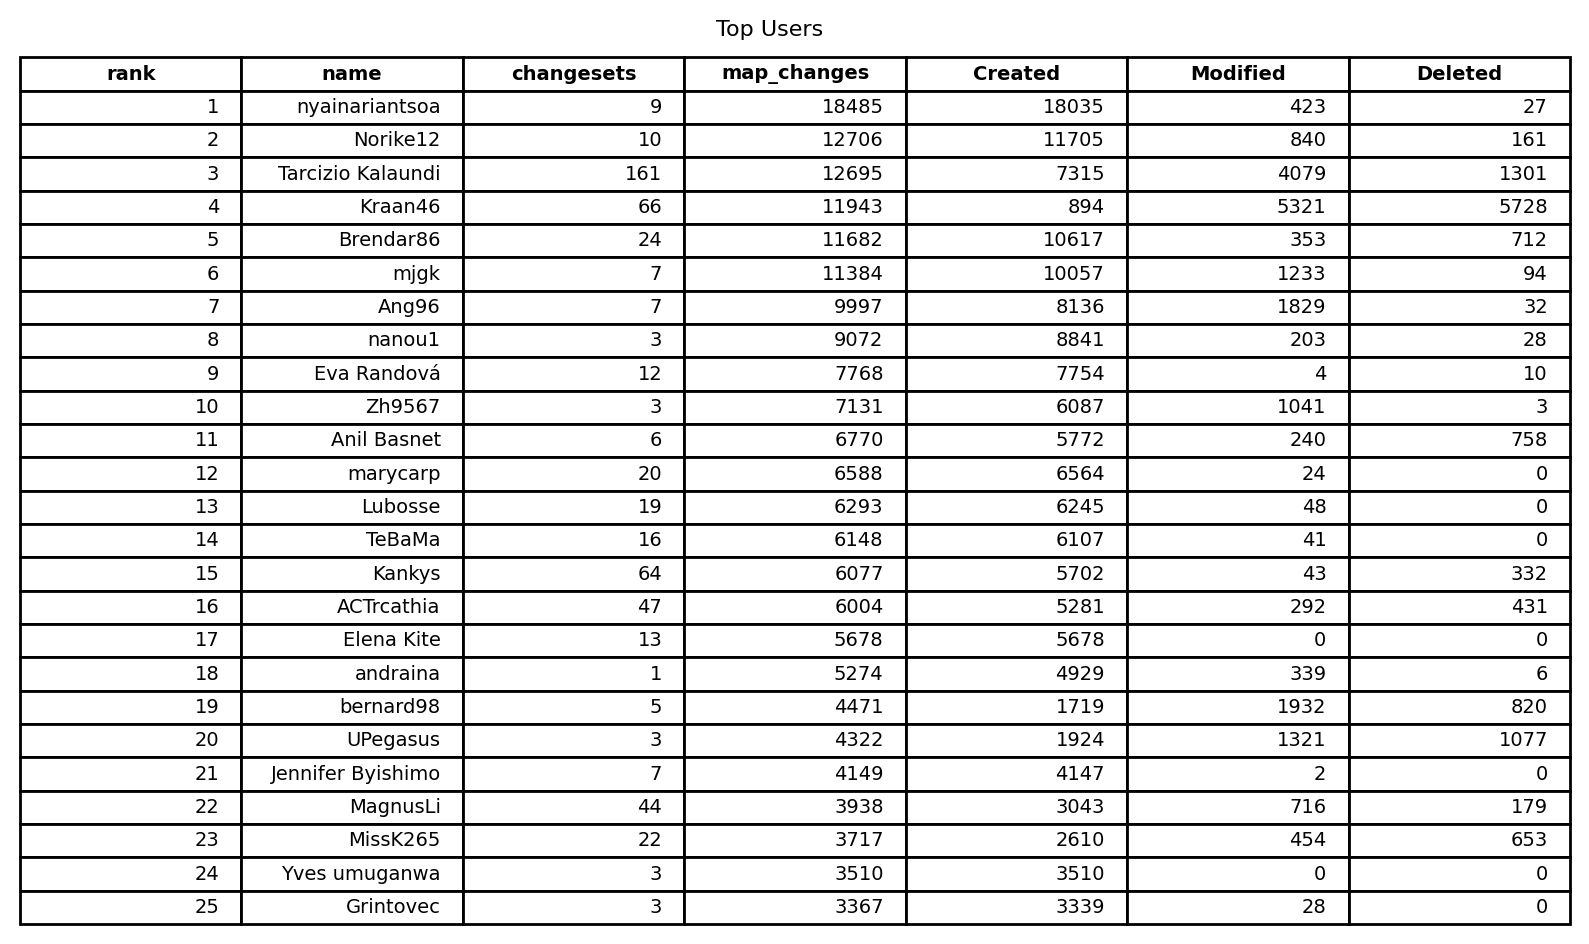 Top Users
rank name changesets map_changes Created Modified Deleted
1 nyainariantsoa 9 18485 18035 423 27
2 Norike12 10 12706 11705 840 161
3 Tarcizio Kalaundi 161 12695 7315 4079 1301
4 Kraan46 66 11943 894 5321 5728
5 Brendar86 24 11682 10617 353 712
6 mjgk 7 11384 10057 1233 94
7 Ang96 7 9997 8136 1829 32
8 nanou1 3 9072 8841 203 28
9 Eva Randová 12 7768 7754 4 10
10 Zh9567 3 7131 6087 1041 3
11 Anil Basnet 6 6770 5772 240 758
12 marycarp 20 6588 6564 24 0
13 Lubosse 19 6293 6245 48 0
14 TeBaMa 16 6148 6107 41 0
15 Kankys 64 6077 5702 43 332
16 ACTrcathia 47 6004 5281 292 431
17 Elena Kite 13 5678 5678 0 0
18 andraina 1 5274 4929 339 6
19 bernard98 5 4471 1719 1932 820
20 UPegasus 3 4322 1924 1321 1077
21 Jennifer Byishimo 7 4149 4147 2 0
22 MagnusLi 44 3938 3043 716 179
23 MissK265 22 3717 2610 454 653
24 Yves umuganwa 3 3510 3510 0 0
25 Grintovec 3 3367 3339 28 0